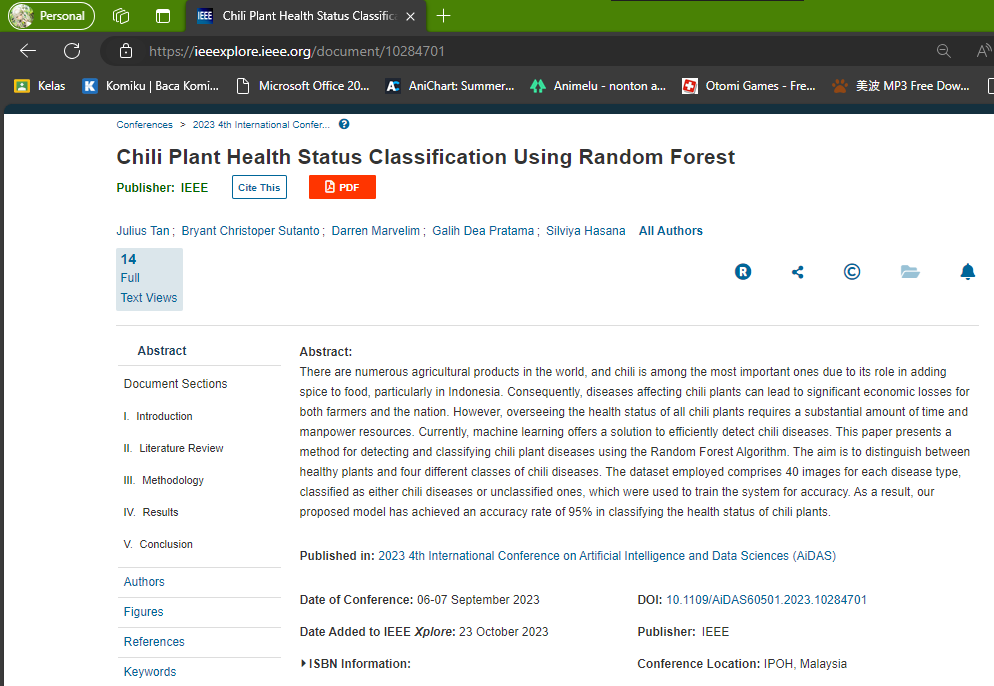 Personal
IEEE
Chili Plant Health Status Classific
https://ieeexplore.ieee.org/document/10284701
Kelas
K Komiku | Baca Komi...
Microsoft Office 20...
AC AniChart: Summer...
Animelu - nonton a...
Otomi Games - Fre...
美波 MP3 Free Dow...
Conferences > 2023 4th International Confer... ?
Chili Plant Health Status Classification Using Random Forest
Publisher: IEEE Cite This PDF
Julius Tan; Bryant Christoper Sutanto; Darren Marvelim; Galih Dea Pratama; Silviya Hasana All Authors
14
Full
Text Views
R
©
Abstract
Document Sections
I. Introduction
II. Literature Review
III. Methodology
IV. Results
V. Conclusion
Authors
Figures
References
Keywords
Abstract:
There are numerous agricultural products in the world, and chili is among the most important ones due to its role in adding
spice to food, particularly in Indonesia. Consequently, diseases affecting chili plants can lead to significant economic losses for
both farmers and the nation. However, overseeing the health status of all chili plants requires a substantial amount of time and
manpower resources. Currently, machine learning offers a solution to efficiently detect chili diseases. This paper presents a
method for detecting and classifying chili plant diseases using the Random Forest Algorithm. The aim is to distinguish between
healthy plants and four different classes of chili diseases. The dataset employed comprises 40 images for each disease type,
classified as either chili diseases or unclassified ones, which were used to train the system for accuracy. As a result, our
proposed model has achieved an accuracy rate of 95% in classifying the health status of chili plants.
Published in: 2023 4th International Conference on Artificial Intelligence and Data Sciences (AiDAS)
Date of Conference: 06-07 September 2023
Date Added to IEEE Xplore: 23 October 2023
ISBN Information:
DOI: 10.1109/AiDAS60501.2023.10284701
Publisher: IEEE
Conference Location: IPOH, Malaysia